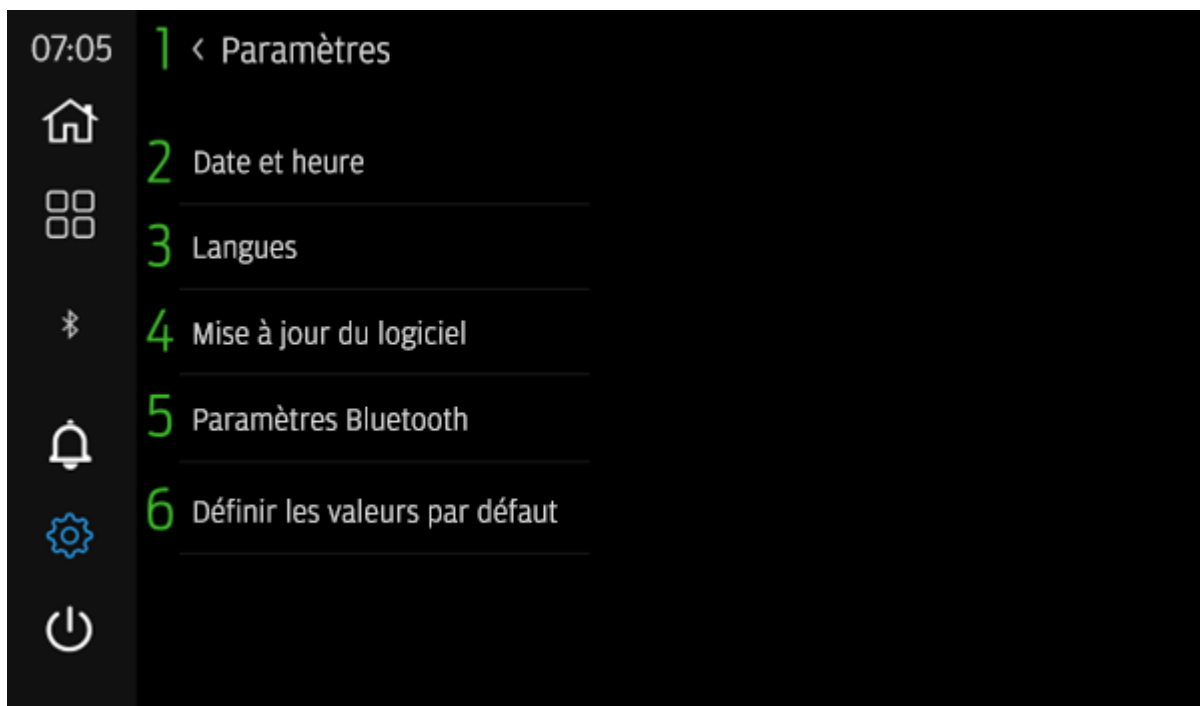 07:05 1 < Paramètres
2 Date et heure
3 Langues
4 Mise à jour du logiciel
5 Paramètres Bluetooth
6 Définir les valeurs par défaut